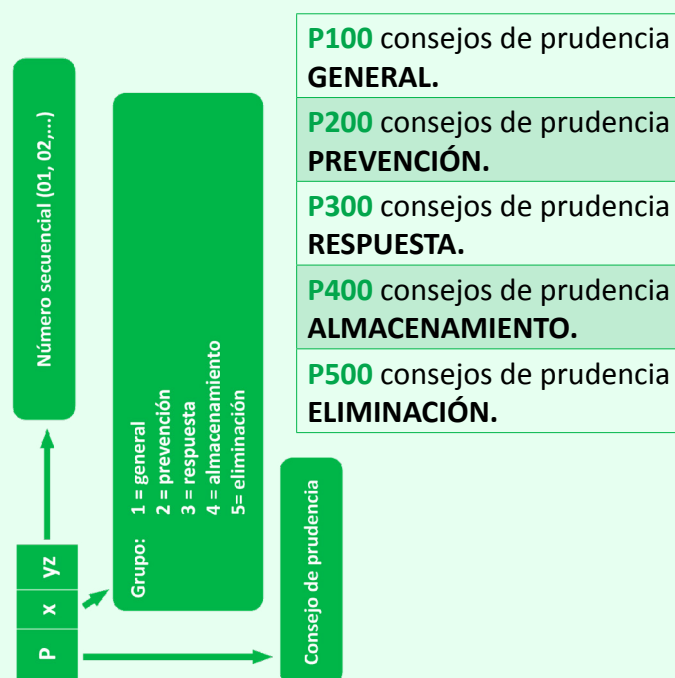 P100 consejos de prudencia
GENERAL.
P200 consejos de prudencia
PREVENCIÓN.
P300 consejos de prudencia
RESPUESTA.
P400 consejos de prudencia
ALMACENAMIENTO.
P500 consejos de prudencia
ELIMINACIÓN.
Número secuencial (01, 02,...)
Grupo:
1 = general
2 = prevención
3 = respuesta
4 = almacenamiento
5= eliminación
Consejo de prudencia
P x yz